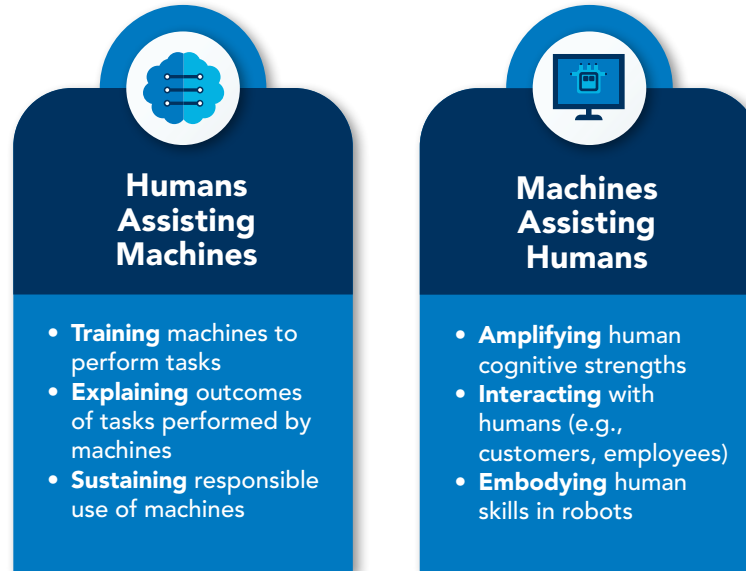 Humans
Assisting
Machines
• Training machines to
perform tasks
• Explaining outcomes
of tasks performed by
machines
• Sustaining responsible
use of machines
Machines
Assisting
Humans
• Amplifying human
cognitive strengths
• Interacting with
humans (e.g.,
customers, employees)
• Embodying human
skills in robots